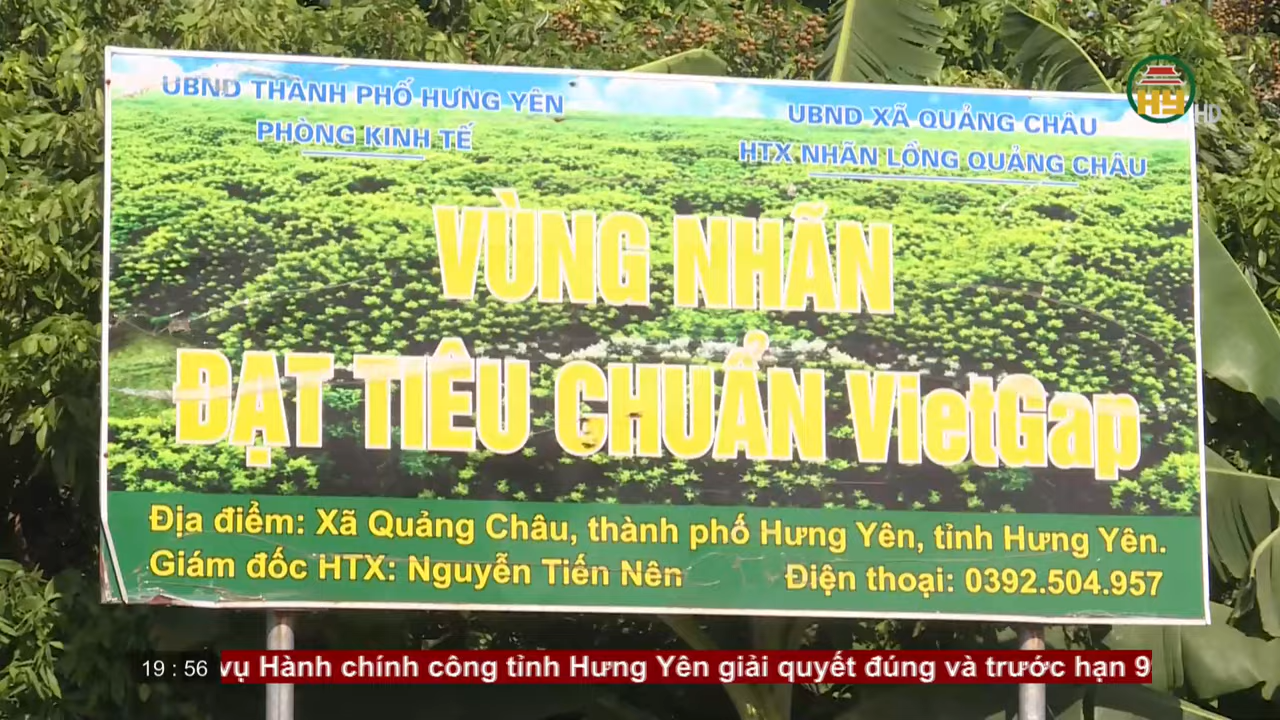 UBND THÀNH PHỐ HƯNG YÊN
PHÒNG KINH TẾ
UBND XÃ QUẢNG CHÂU
HTX NHÃN LỒNG QUẢNG CHÂU
HY HD
VÙNG NHÃN
ĐẠT TIÊU CHUẨN VietGap
Địa điểm: Xã Quảng Châu, thành phố Hưng Yên, tỉnh Hưng Yên.
Giám đốc HTX: Nguyễn Tiến Nên Điện thoại: 0392.504.957
19 : 56 vụ Hành chính công tỉnh Hưng Yên giải quyết đúng và trước hạn 9